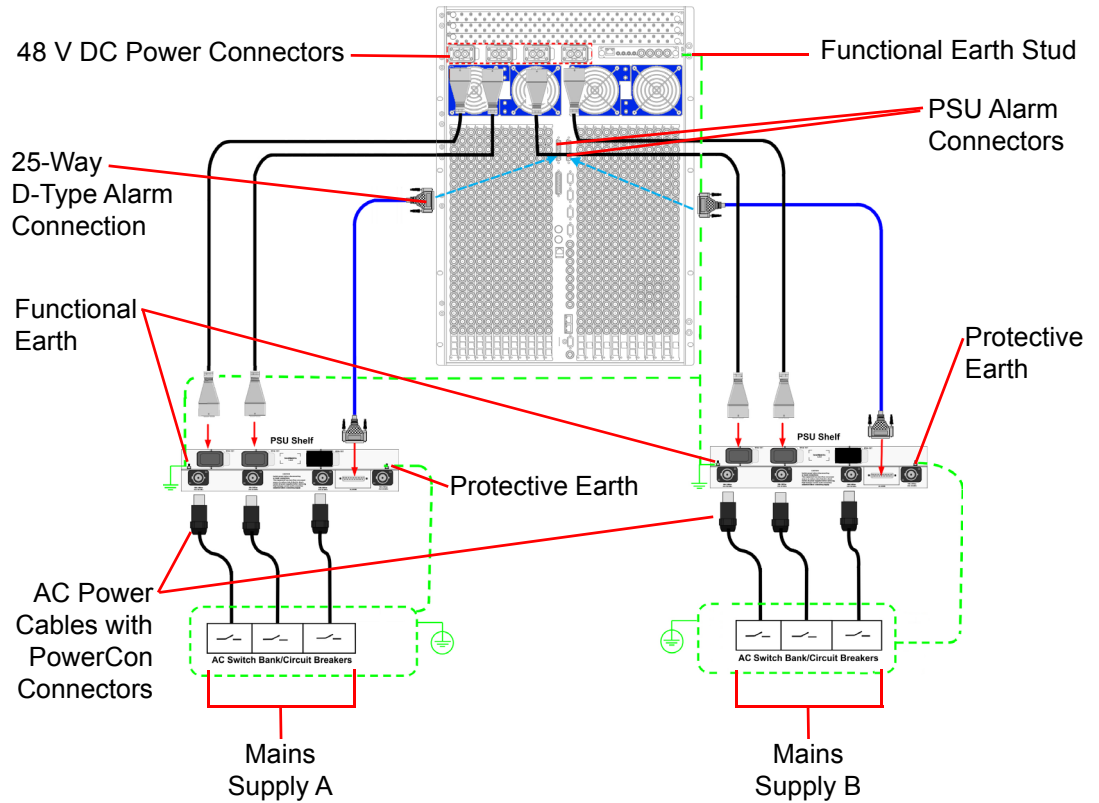 48 V DC Power Connectors
Functional Earth Stud
PSU Alarm
Connectors
25-Way
D-Type Alarm
Connection
Functional
Earth
Protective
Earth
PSU Shelf
PSU Shelf
Protective Earth
AC Power
Cables with
PowerCon
Connectors
AC Switch Bank/Circuit Breakers
AC Switch Bank/Circuit Breakers
Mains
Supply A
Mains
Supply B